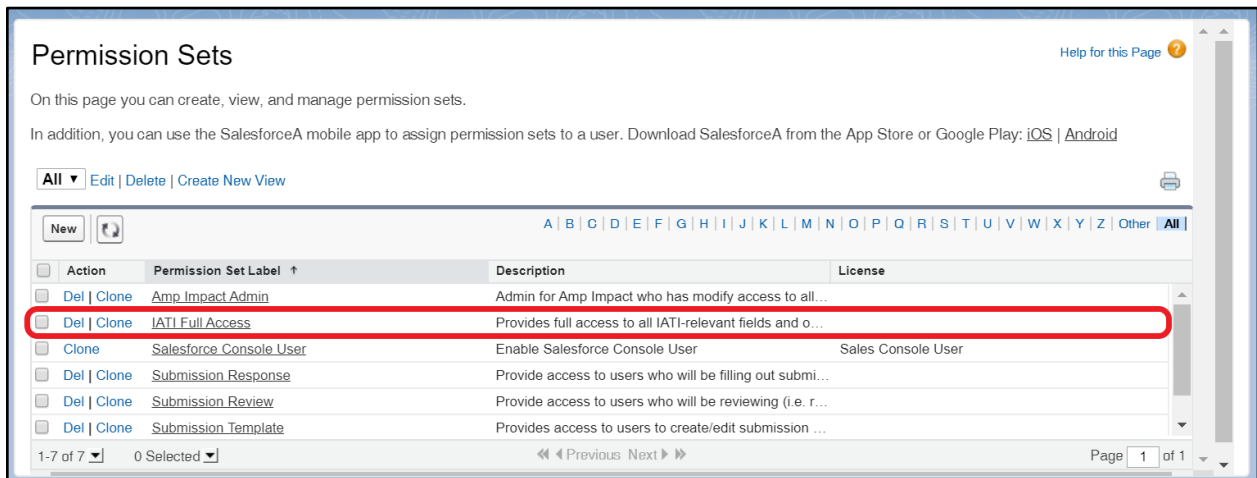 Permission Sets
Help for this Page ?
On this page you can create, view, and manage permission sets.
In addition, you can use the SalesforceA mobile app to assign permission sets to a user. Download SalesforceA from the App Store or Google Play: iOS | Android
All ▼ Edit | Delete | Create New View
New
A | B | C | D | E | F | G | H | I | J | K | L | M | N | O | P | Q | R | S | T | U | V | W | X | Y | Z | Other | All |
Action Permission Set Label ↑ Description License
Del | Clone Amp Impact Admin Admin for Amp Impact who has modify access to all…
Del | Clone IATI Full Access Provides full access to all IATI-relevant fields and o…
Clone Salesforce Console User Enable Salesforce Console User Sales Console User
Del | Clone Submission Response Provide access to users who will be filling out submi…
Del | Clone Submission Review Provide access to users who will be reviewing (i.e. r…
Del | Clone Submission Template Provides access to users to create/edit submission …
1-7 of 7 0 Selected Previous Next Page 1 of 1